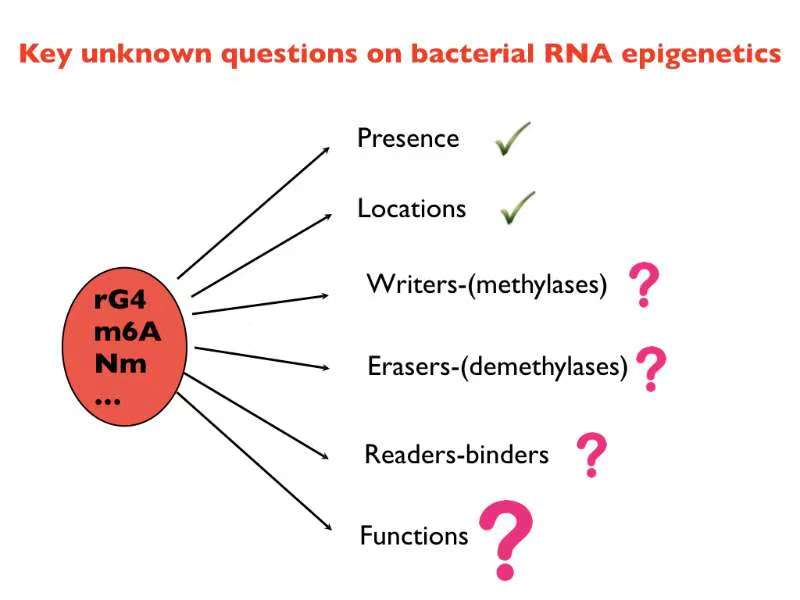 Key unknown questions on bacterial RNA epigenetics
Presence
Locations
Writers-(methylases) ?
Erasers-(demethylases) ?
Readers-binders ?
Functions ?
rG4
m6A
Nm
...